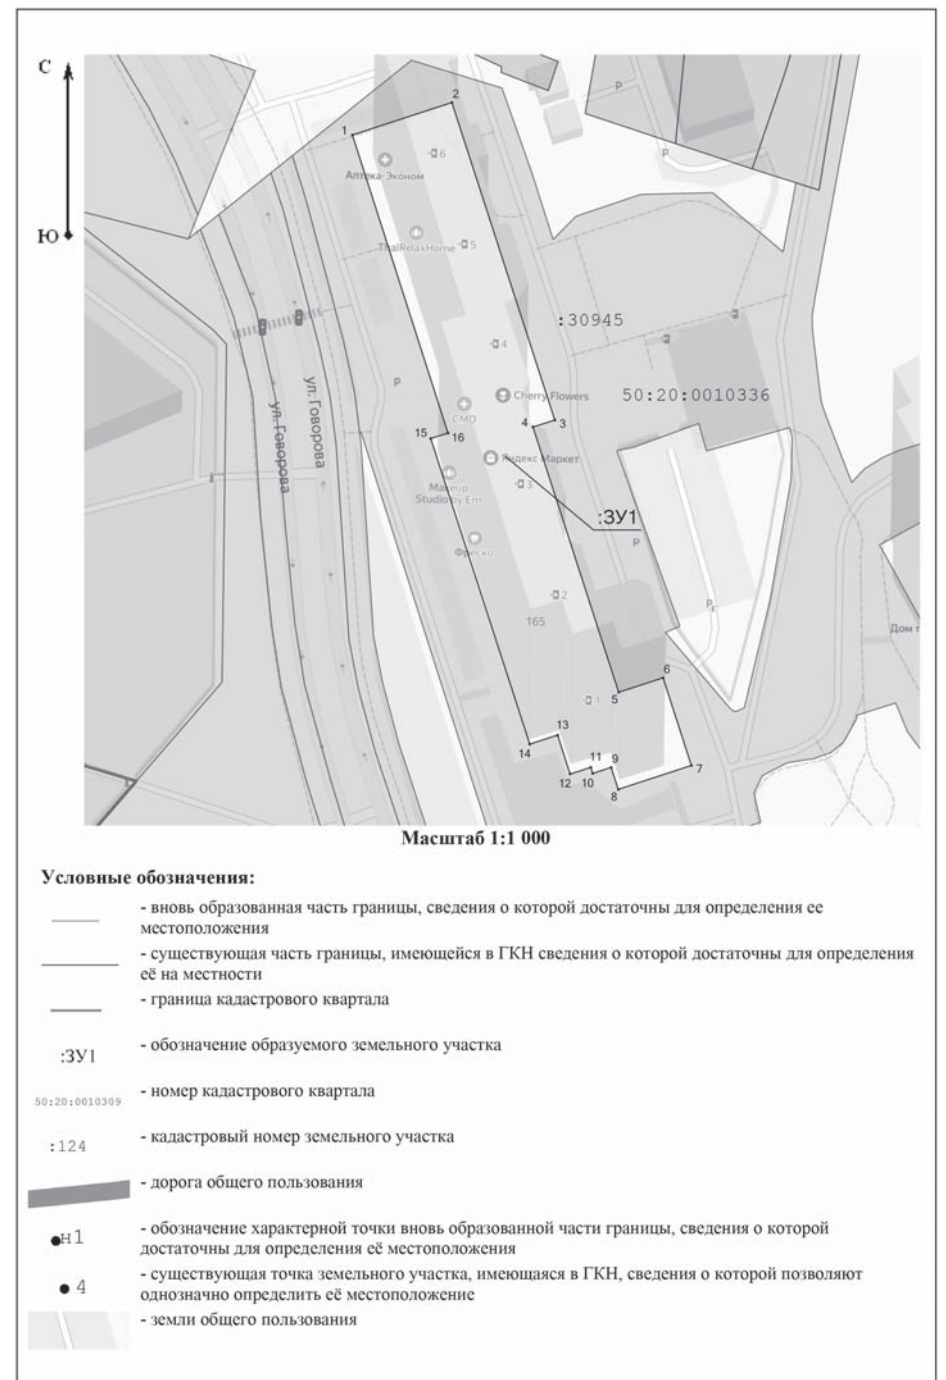 С
Ю
2
1
6
Аптека-Эконом
ThaiRelaxHome
5
:30945
4
Р
Р
Р
Cherry Flowers
50:20:0010336
CMD
4
3
15
16
ул. Говорова
ул. Говорова
Яндекс Маркет
Makeup
Studio by Em
3
:ЗУ1
Р
Фреско
2
Р
165
Дом т
6
5
1
13
14
11
9
7
12
10
8
Масштаб 1:1 000
Условные обозначения:
- вновь образованная часть границы, сведения о которой достаточны для определения ее
местоположения
- существующая часть границы, имеющейся в ГКН сведения о которой достаточны для определения
её на местности
- граница кадастрового квартала
:ЗУ1
- обозначение образуемого земельного участка
50:20:0010309
- номер кадастрового квартала
:124
- кадастровый номер земельного участка
- дорога общего пользования
н1
- обозначение характерной точки вновь образованной части границы, сведения о которой
достаточны для определения её местоположения
4
- существующая точка земельного участка, имеющаяся в ГКН, сведения о которой позволяют
однозначно определить её местоположение
- земли общего пользования